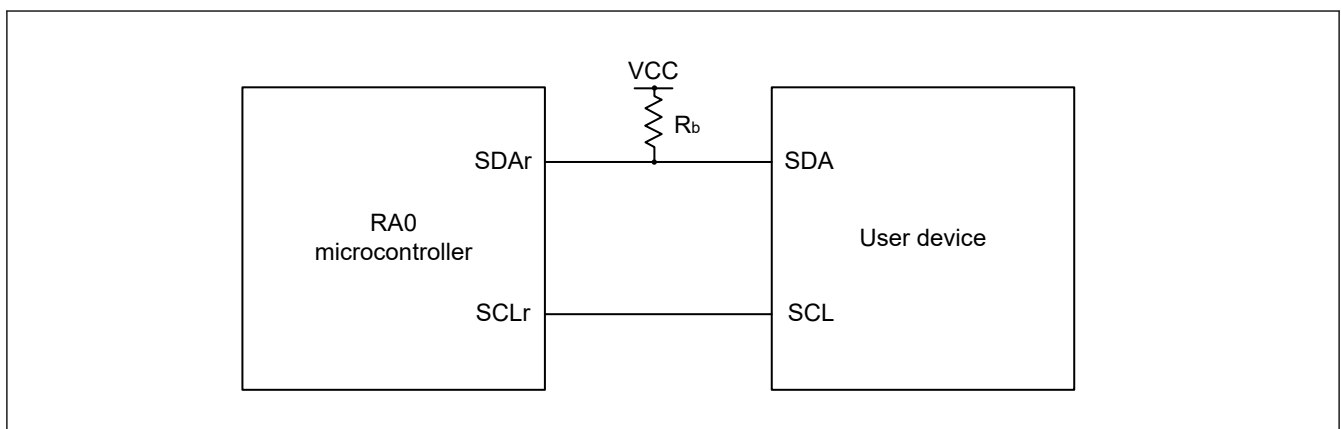 VCC
Rb
SDAr
SDA
RA0
microcontroller
User device
SCLr
SCL